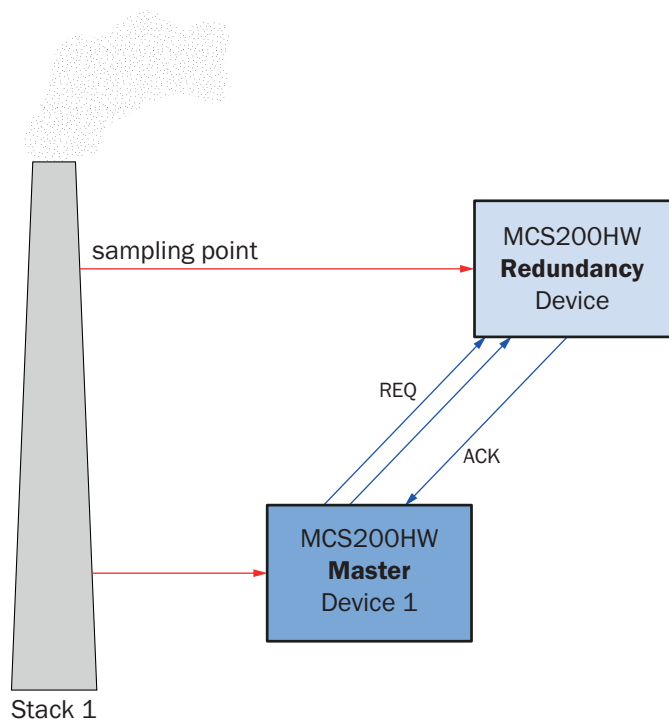 sampling point
MCS200HW
Redundancy
Device
REQ
ACK
MCS200HW
Master
Device 1
Stack 1